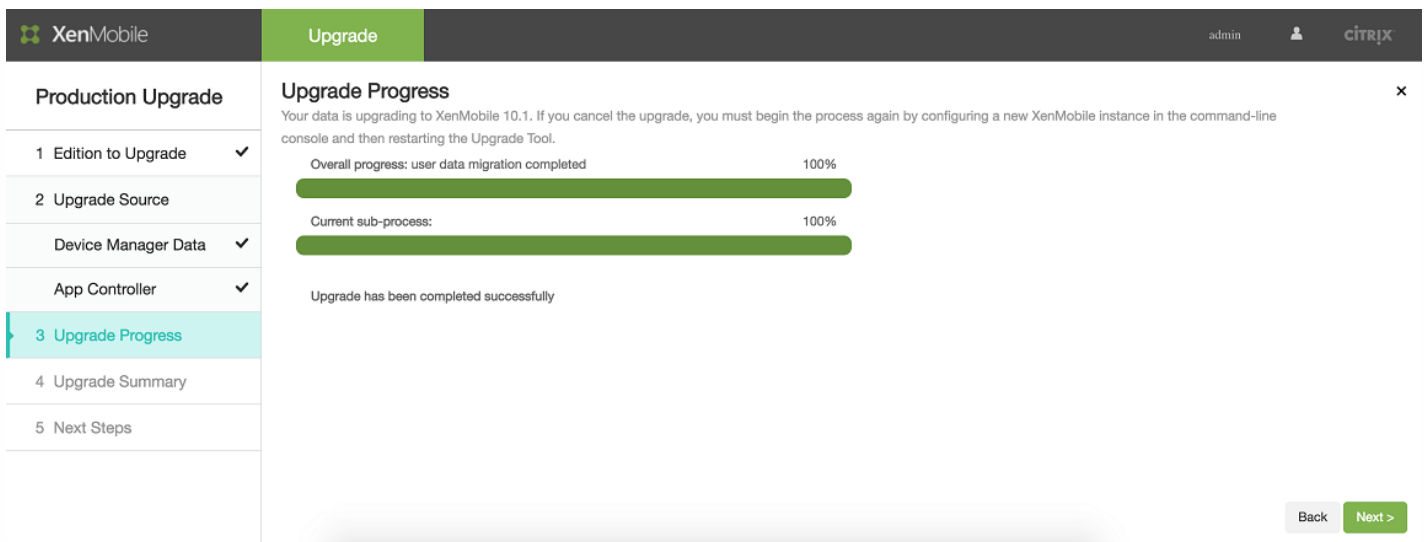 XenMobile
Upgrade
admin
CİTRIX
Production Upgrade
1 Edition to Upgrade
2 Upgrade Source
Device Manager Data
App Controller
3 Upgrade Progress
4 Upgrade Summary
5 Next Steps
Upgrade Progress
Your data is upgrading to XenMobile 10.1. If you cancel the upgrade, you must begin the process again by configuring a new XenMobile instance in the command-line
console and then restarting the Upgrade Tool.
Overall progress: user data migration completed 100%
Current sub-process: 100%
Upgrade has been completed successfully
Back
Next >